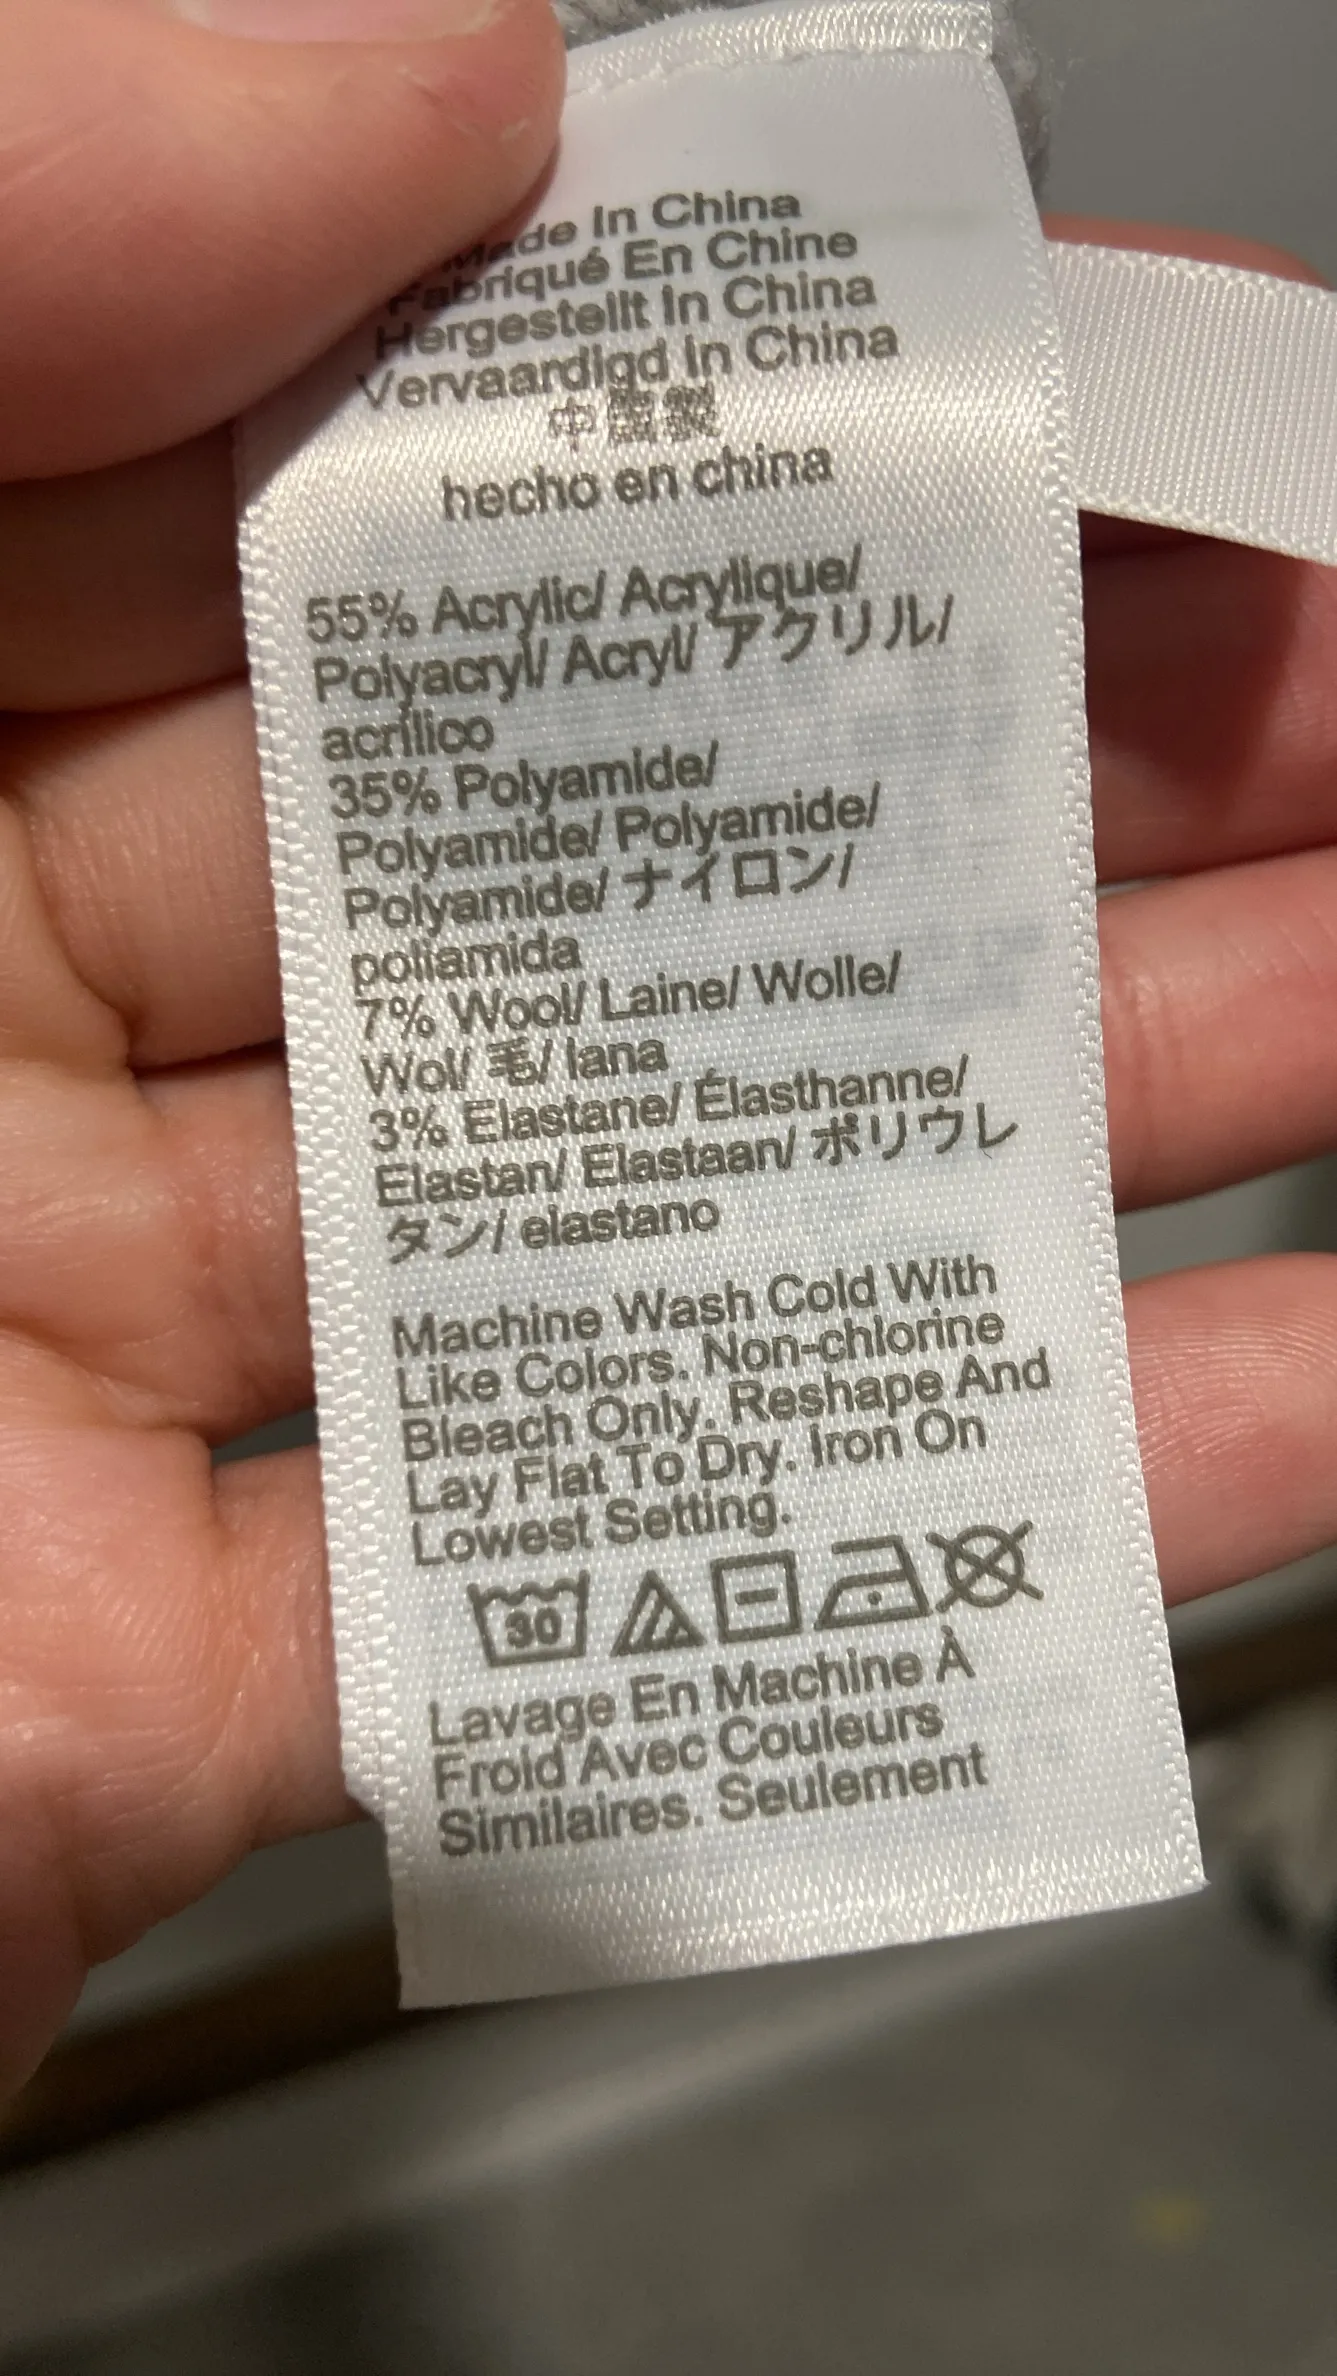 Made In China
Fabriqué En Chine
Hergestellt In China
Vervaardigd In China
中國製
hecho en china
55% Acrylic/ Acrylique/
Polyacryl/ Acryl/ アクリル/
acrílico
35% Polyamide/
Polyamide/ Polyamide/
Polyamide/ ナイロン/
poliamida
7% Wool/ Laine/ Wolle/
Wol/ 毛/ lana
3% Elastane/ Élasthanne/
Elastan/ Elastaan/ ポリウレ
タン/ elastano
Machine Wash Cold With
Like Colors. Non-chlorine
Bleach Only. Reshape And
Lay Flat To Dry. Iron On
Lowest Setting.
30
Lavage En Machine À
Froid Avec Couleurs
Similaires. Seulement